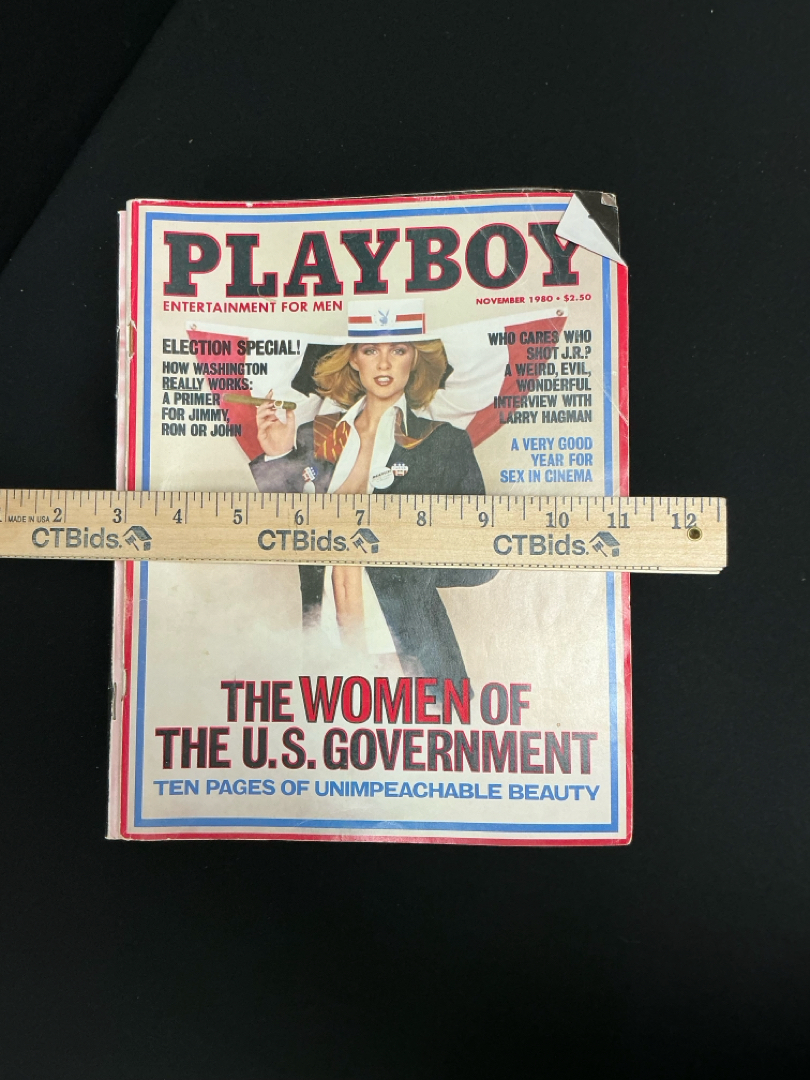 PLAYBOY
ENTERTAINMENT FOR MEN
NOVEMBER 1980 • $2.50
ELECTION SPECIAL!
HOW WASHINGTON
REALLY WORKS:
A PRIMER
FOR JIMMY,
RON OR JOHN
WHO CARES WHO
SHOT J.R.?
A WEIRD, EVIL,
WONDERFUL
INTERVIEW WITH
LARRY HAGMAN
A VERY GOOD
YEAR FOR
SEX IN CINEMA
MADE IN USA 2 3 4 5 6 7 8 9 10 11 12
CTBids. CTBids. CTBids.
THE WOMEN OF
THE U.S. GOVERNMENT
TEN PAGES OF UNIMPEACHABLE BEAUTY